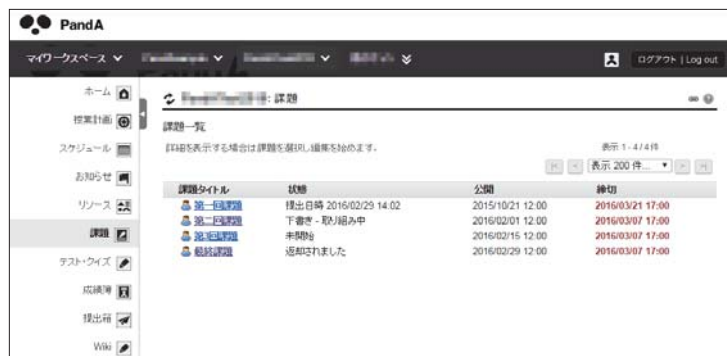 PandA
マイワークスペース
ログアウト | Log out
ホーム
: 課題
授業計画
課題一覧
スケジュール
詳細を表示する場合は課題を選択し編集を始めます。
表示 1 - 4 / 4 件
お知らせ
表示 200 件...
リソース
課題タイトル 状態 公開 締切
第一回課題 提出日時 2016/02/29 14:02 2015/10/21 12:00 2016/03/21 17:00
第二回課題 下書き - 取り組み中 2016/02/01 12:00 2016/03/07 17:00
課題
第3回課題 未開始 2016/02/15 12:00 2016/03/07 17:00
最終課題 返却されました 2016/02/29 12:00 2016/03/07 17:00
テスト・クイズ
成績簿
提出箱
Wiki